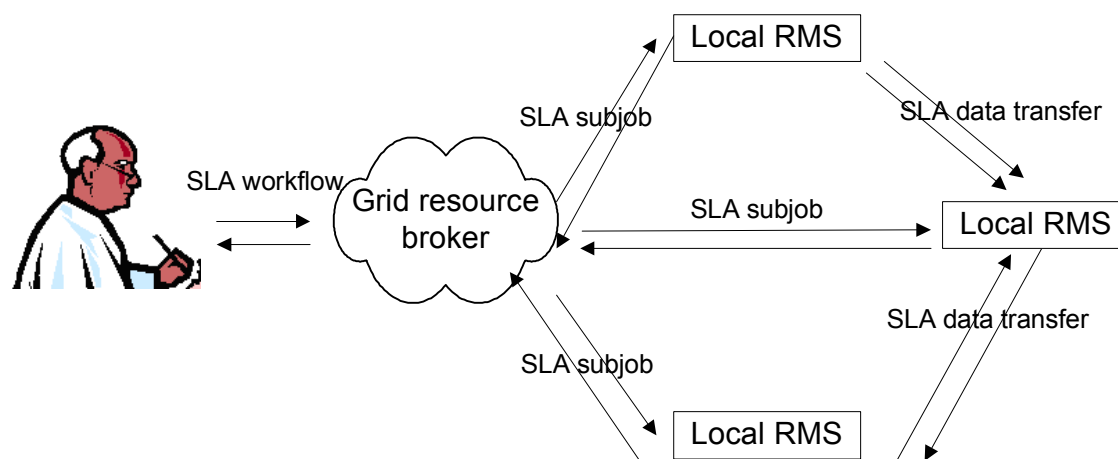 Local RMS
SLA subjob
SLA data transfer
SLA workflow
Grid resource
broker
SLA subjob
Local RMS
SLA data transfer
SLA subjob
Local RMS